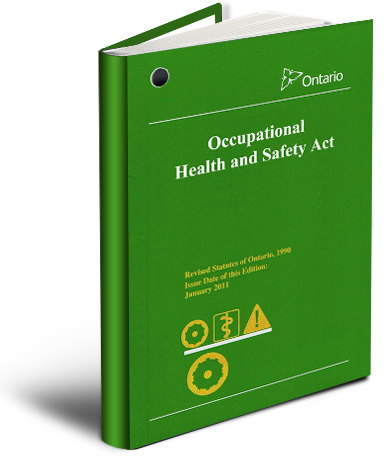 Ontario
Occupational
Health and Safety Act
Revised Statutes of Ontario, 1990
Issue Date of this Edition:
January 2011